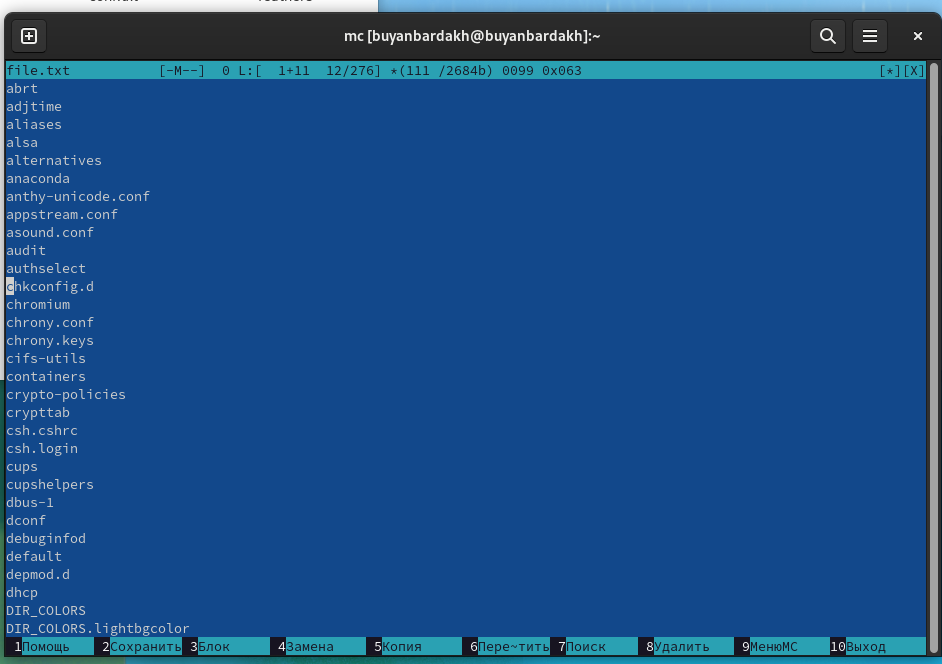 mc [buyanbardakh@buyanbardakh]:~
file.txt [-M--] 0 L:[ 1+11 12/276] *(111 /2684b) 0099 0x063 [*][X]
abrt
adjtime
aliases
alsa
alternatives
anaconda
anthy-unicode.conf
appstream.conf
asound.conf
audit
authselect
chkconfig.d
chromium
chrony.conf
chrony.keys
cifs-utils
containers
crypto-policies
crypttab
csh.cshrc
csh.login
cups
cupshelpers
dbus-1
dconf
debuginfod
default
depmod.d
dhcp
DIR_COLORS
DIR_COLORS.lightbgcolor
1Помощь 2Сохранить 3Блок 4Замена 5Копия 6Пере~тить 7Поиск 8Удалить 9МенюMC 10Выход